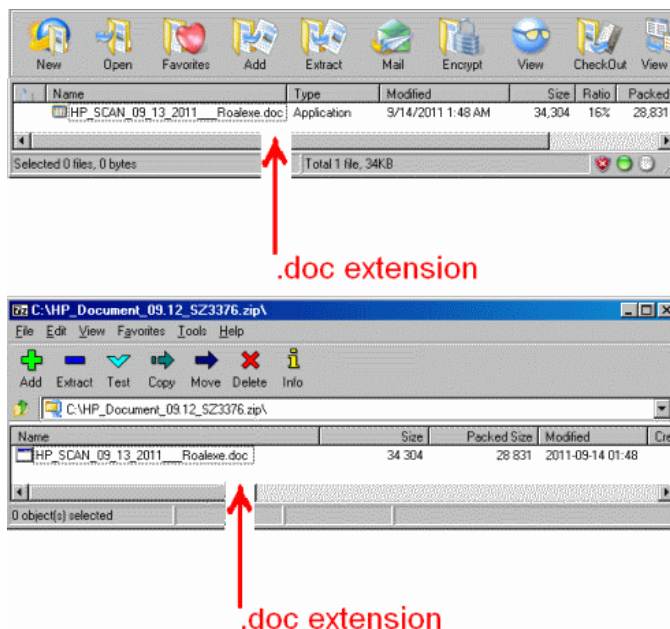 New Open Favorites Add Extract Mail Encrypt View CheckOut View
Name Type Modified Size Ratio Packed
HP_SCAN_09_13_2011___Roalexe.doc Application 9/14/2011 1:48 AM 34,304 16% 28,831
Selected 0 files, 0 bytes Total 1 file, 34KB
.doc extension
C:\HP_Document_09.12_SZ3376.zip\
File Edit View Favorites Tools Help
Add Extract Test Copy Move Delete Info
C:\HP_Document_09.12_SZ3376.zip\
Name Size Packed Size Modified Cre
HP_SCAN_09_13_2011___Roalexe.doc 34 304 28 831 2011-09-14 01:48
0 object(s) selected
.doc extension